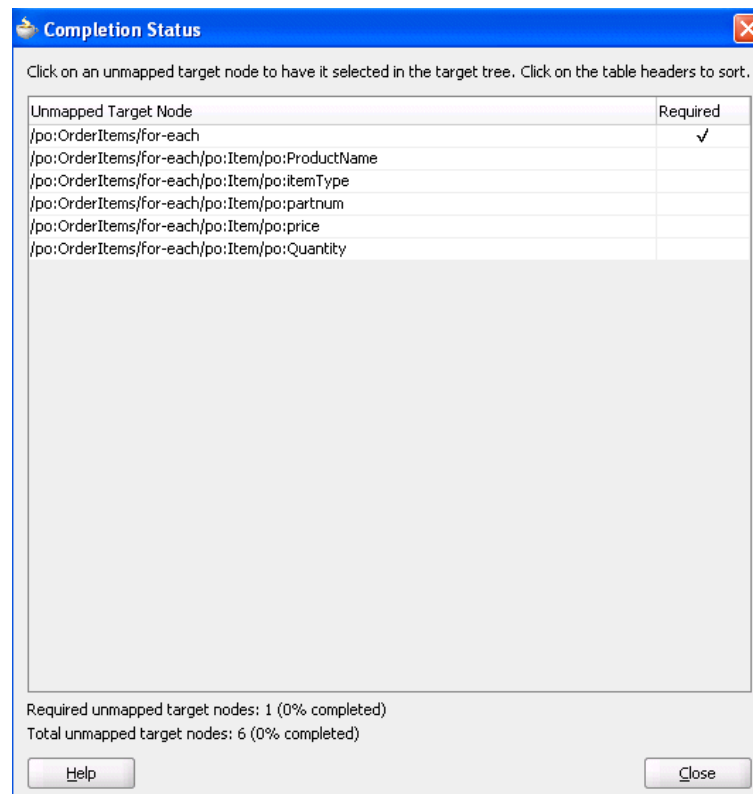 Completion Status
Click on an unmapped target node to have it selected in the target tree. Click on the table headers to sort.
Unmapped Target Node Required
/po:OrderItems/for-each ✓
/po:OrderItems/for-each/po:Item/po:ProductName
/po:OrderItems/for-each/po:Item/po:itemType
/po:OrderItems/for-each/po:Item/po:partnum
/po:OrderItems/for-each/po:Item/po:price
/po:OrderItems/for-each/po:Item/po:Quantity
Required unmapped target nodes: 1 (0% completed)
Total unmapped target nodes: 6 (0% completed)
Help Close